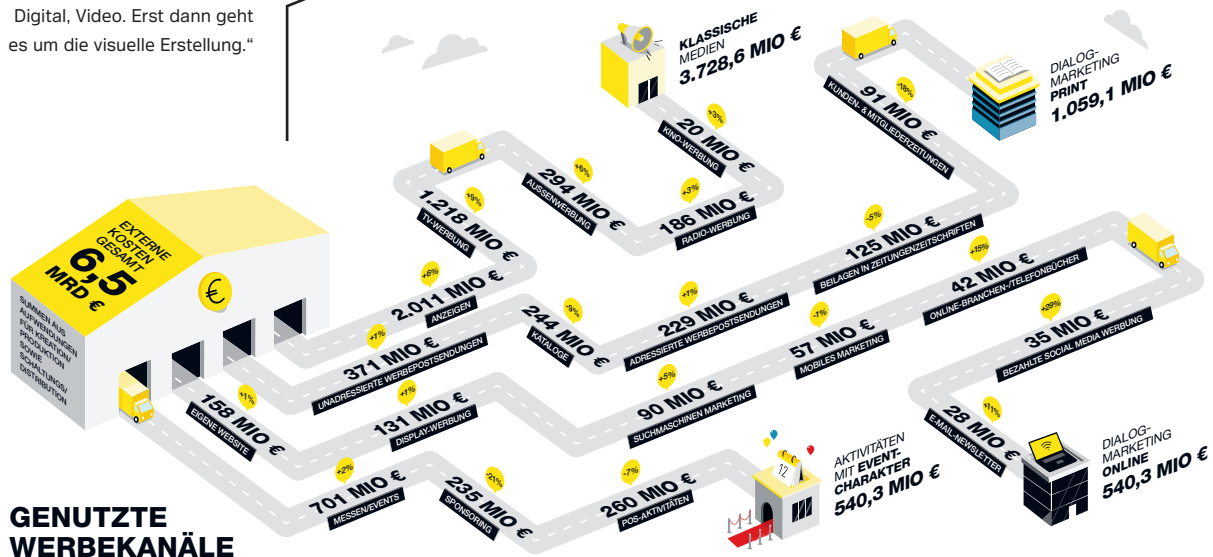 Digital, Video. Erst dann geht
es um die visuelle Erstellung.“
KLASSISCHE
MEDIEN
3.728,6 MIO €
DIALOG-
MARKETING
PRINT
1.059,1 MIO €
EXTERNE
KOSTEN
GESAMT
6,5
MRD €
€
SUMMEN AUS
AUFWENDUNGEN
FÜR KREATION/
PRODUKTION
SOWIE
SCHALTUNGS/
DISTRIBUTION
+6%
2.011 MIO €
ANZEIGEN
+9%
1.218 MIO €
TV-WERBUNG
+6%
294 MIO €
AUSSENWERBUNG
+3%
186 MIO €
RADIO-WERBUNG
+3%
20 MIO €
KINO-WERBUNG
+1%
371 MIO €
UNADRESSIERTE WERBEPOSTSENDUNGEN
-9%
244 MIO €
KATALOGE
+1%
229 MIO €
ADRESSIERTE WERBEPOSTSENDUNGEN
-5%
125 MIO €
BEILAGEN IN ZEITUNGENZEITSCHRIFTEN
-18%
91 MIO €
KUNDEN- & MITGLIEDERZEITUNGEN
+1%
158 MIO €
EIGENE WEBSITE
+1%
131 MIO €
DISPLAY-WERBUNG
+5%
90 MIO €
SUCHMASCHINEN MARKETING
-1%
57 MIO €
MOBILES MARKETING
+15%
42 MIO €
ONLINE-BRANCHEN-/TELEFONBÜCHER
+29%
35 MIO €
BEZAHLTE SOCIAL MEDIA WERBUNG
+11%
28 MIO €
E-MAIL-NEWSLETTER
DIALOG-
MARKETING
ONLINE
540,3 MIO €
+2%
701 MIO €
MESSEN/EVENTS
-21%
235 MIO €
SPONSORING
-7%
260 MIO €
POS-AKTIVITÄTEN
12
AKTIVITÄTEN
MIT EVENT-
CHARAKTER
540,3 MIO €
GENUTZTE
WERBEKANÄLE